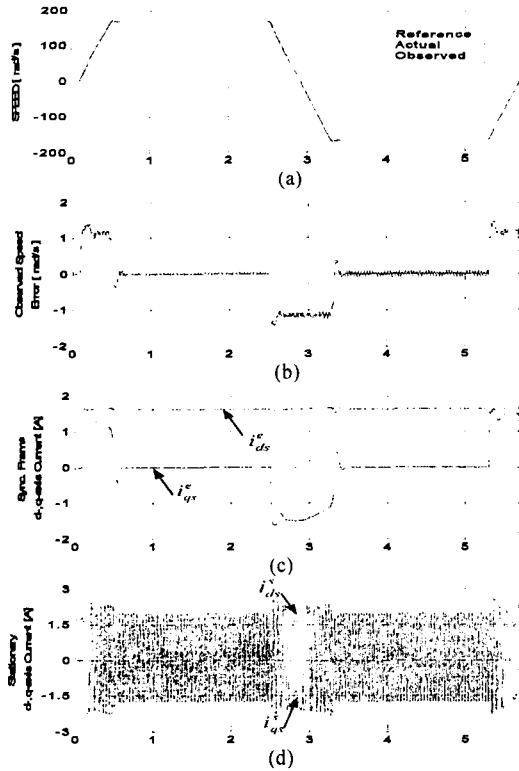 200
100
0
-100
-200
SPEED [ rad/s]
Reference
Actual
Observed
0 1 2 3 4 5
(a)
2
1
0
-1
-2
Observed Speed
Error [ rad/s]
0 1 2 3 4 5
(b)
2
1
0
-1
-2
Sync. Frame
d-, q-axis Current [A]
i^e_ds
i^e_qs
0 1 2 3 4 5
(c)
3
1.5
0
-1.5
-3
Stationary
d-, q-axis Current [A]
i^s_ds
i^s_qs
0 1 2 3 4 5
(d)